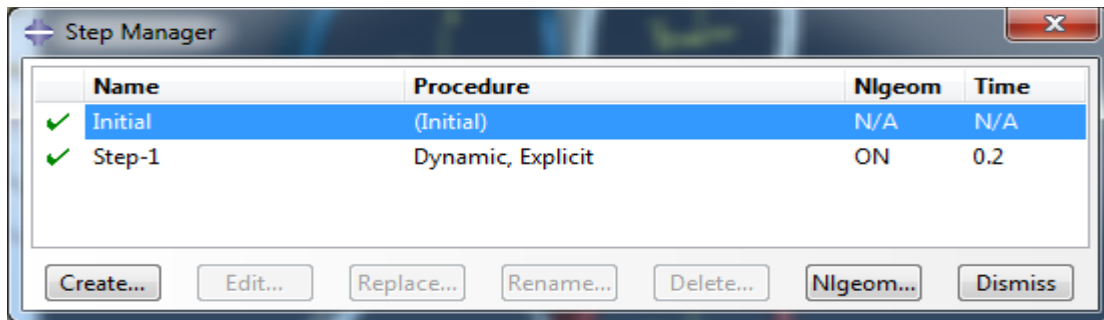 Step Manager
Name Procedure Nlgeom Time
Initial (Initial) N/A N/A
Step-1 Dynamic, Explicit ON 0.2
Create... Edit... Replace... Rename... Delete... Nlgeom... Dismiss